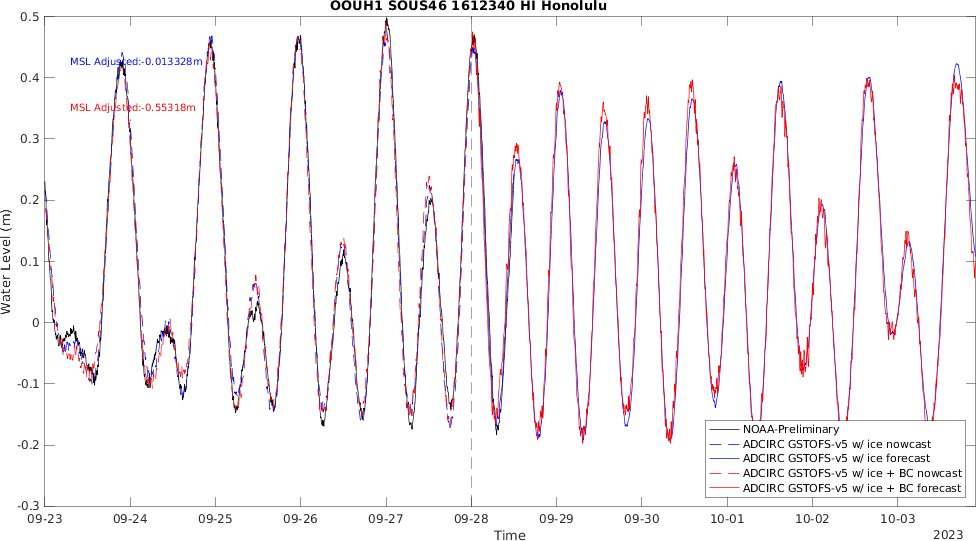 OOUH1 SOUS46 1612340 HI Honolulu
0.5
0.4
0.3
0.2
0.1
0
-0.1
-0.2
-0.3
Water Level (m)
MSL Adjusted:-0.013328m
MSL Adjusted:-0.55318m
NOAA-Preliminary
ADCIRC GSTOFS-v5 w/ ice nowcast
ADCIRC GSTOFS-v5 w/ ice forecast
ADCIRC GSTOFS-v5 w/ ice + BC nowcast
ADCIRC GSTOFS-v5 w/ ice + BC forecast
09-23 09-24 09-25 09-26 09-27 09-28 09-29 09-30 10-01 10-02 10-03
Time
2023